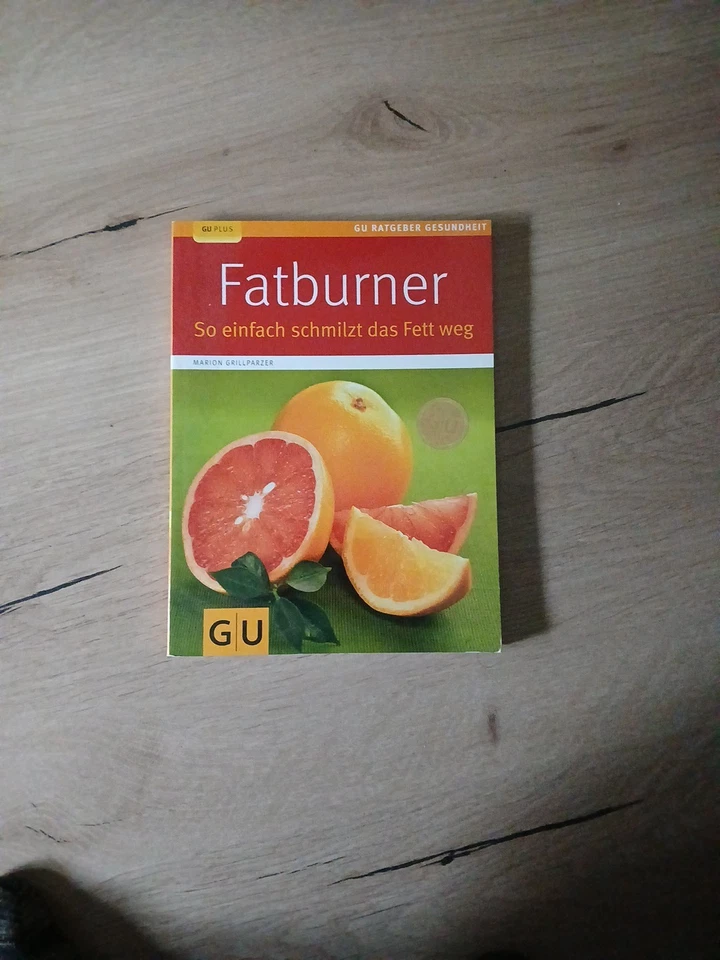 GU PLUS
GU RATGEBER GESUNDHEIT
Fatburner
So einfach schmilzt das Fett weg
MARION GRILLPARZER
GU
G|U